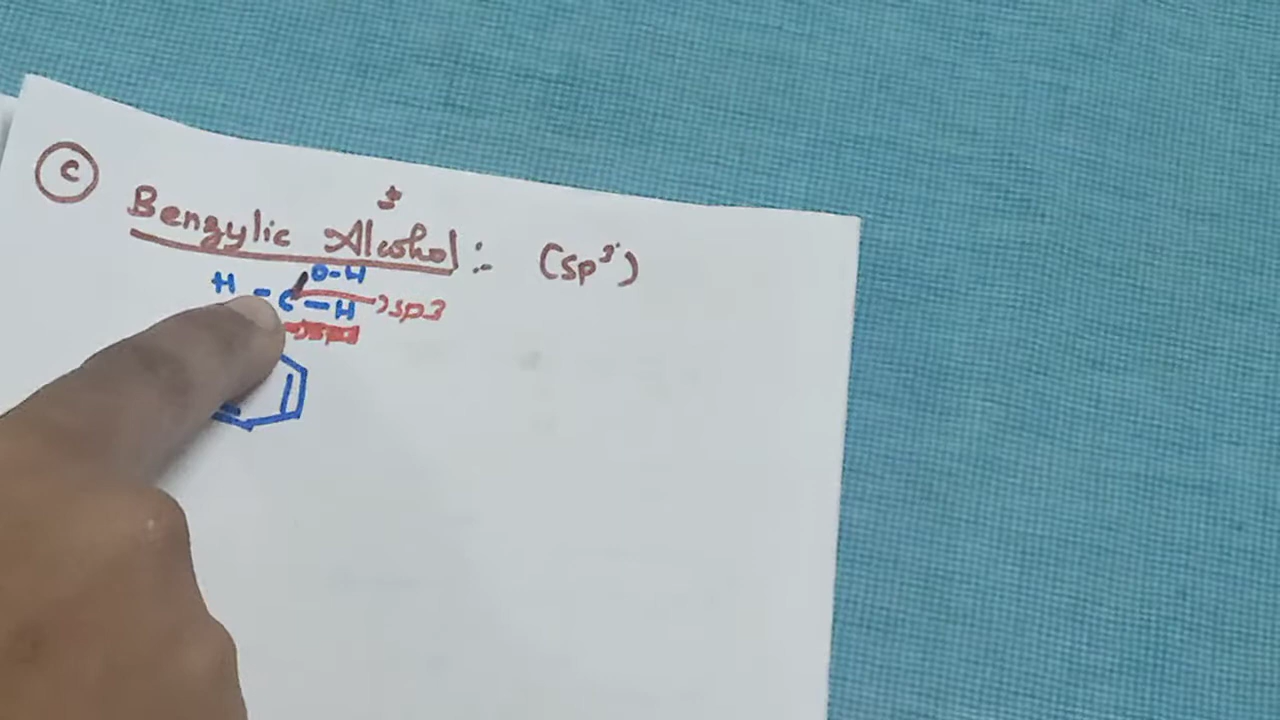 C
Benzylic Alcohol :- (sp³)
O-H
H - C - H → sp3